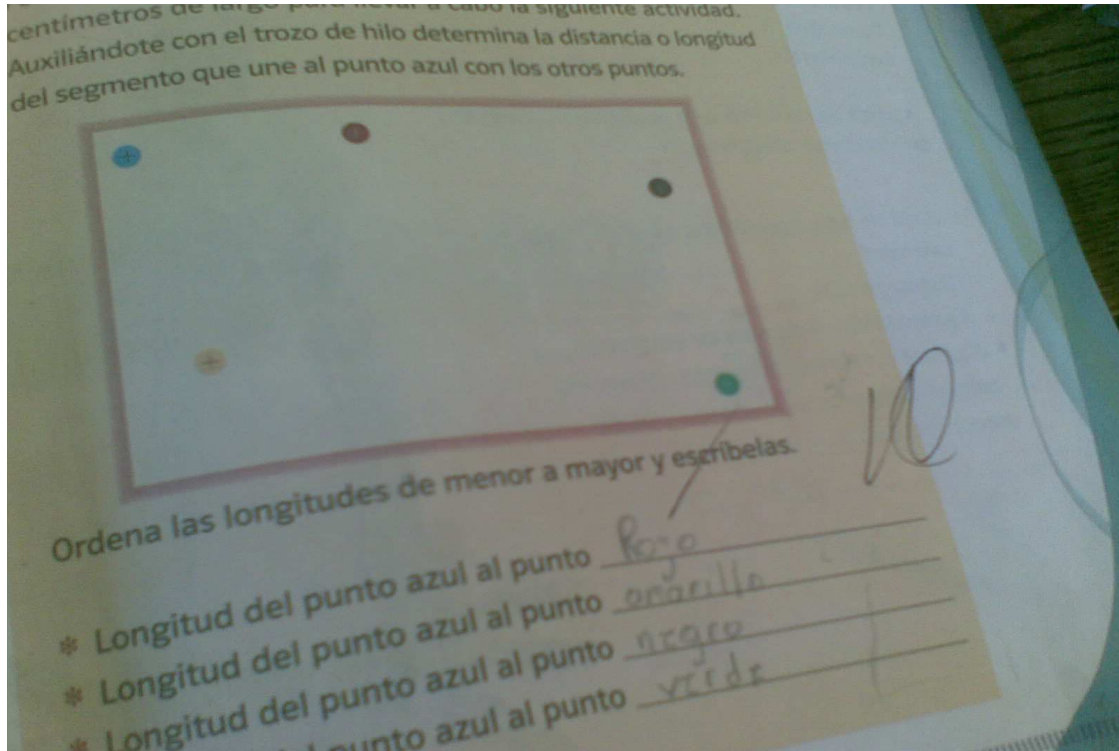 centímetros de largo para llevar a cabo la siguiente actividad.
Auxiliándote con el trozo de hilo determina la distancia o longitud
del segmento que une al punto azul con los otros puntos.
10
Ordena las longitudes de menor a mayor y escríbelas.
* Longitud del punto azul al punto Rojo
* Longitud del punto azul al punto amarillo
* Longitud del punto azul al punto negro
punto azul al punto verde